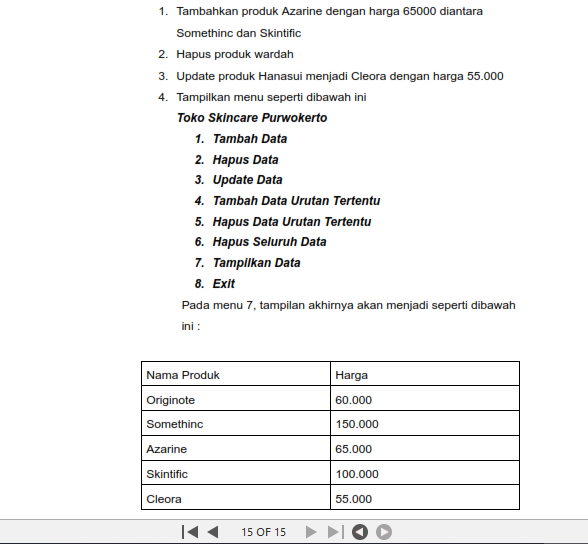 1. Tambahkan produk Azarine dengan harga 65000 diantara
Somethinc dan Skintific
2. Hapus produk wardah
3. Update produk Hanasui menjadi Cleora dengan harga 55.000
4. Tampilkan menu seperti dibawah ini
Toko Skincare Purwokerto
1. Tambah Data
2. Hapus Data
3. Update Data
4. Tambah Data Urutan Tertentu
5. Hapus Data Urutan Tertentu
6. Hapus Seluruh Data
7. Tampilkan Data
8. Exit
Pada menu 7, tampilan akhirnya akan menjadi seperti dibawah
ini :
Nama Produk Harga
Originote 60.000
Somethinc 150.000
Azarine 65.000
Skintific 100.000
Cleora 55.000
15 OF 15